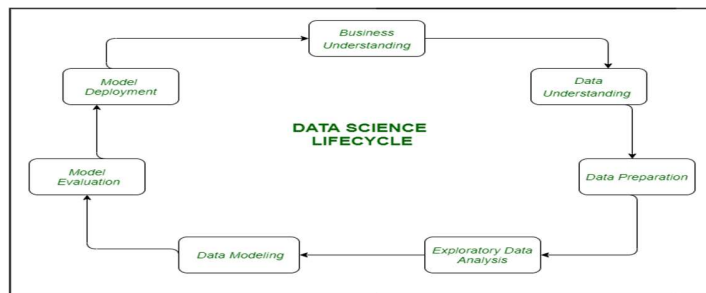 Business
Understanding
Data
Understanding
Data Preparation
Exploratory Data
Analysis
Data Modeling
Model
Evaluation
Model
Deployment
DATA SCIENCE
LIFECYCLE